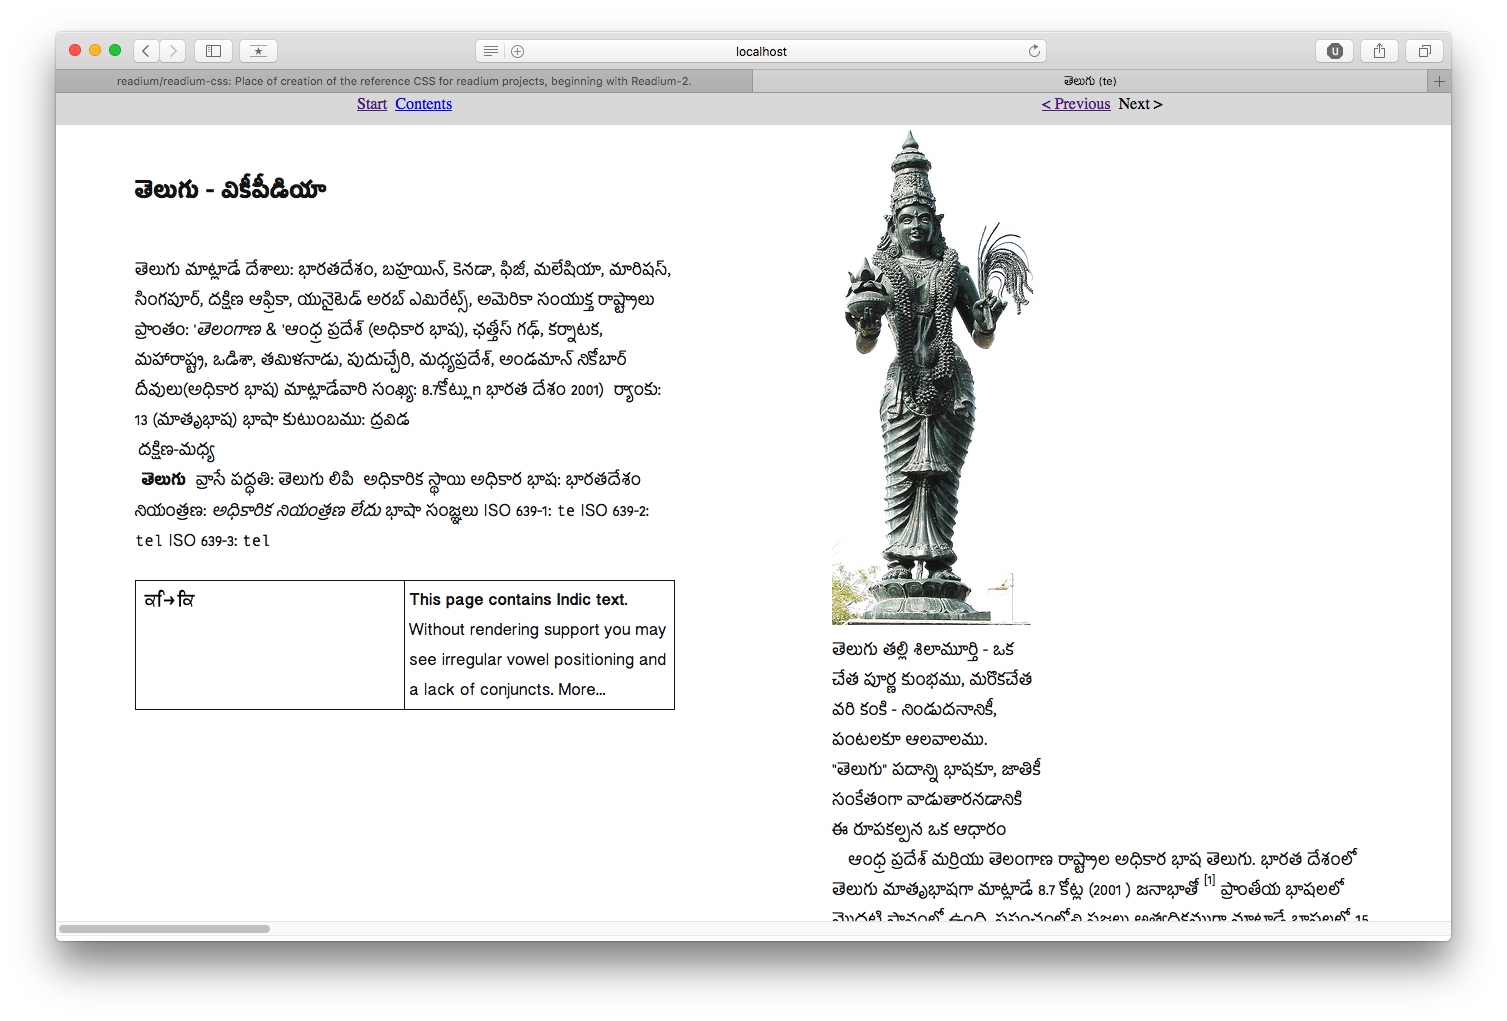 localhost
readium/readium-css: Place of creation of the reference CSS for readium projects, beginning with Readium-2.
తెలుగు (te)
Start Contents
< Previous Next >
తెలుగు - వికీపీడియా
తెలుగు మాట్లాడే దేశాలు: భారతదేశం, బహ్రయిన్, కెనడా, ఫిజీ, మలేషియా, మారిషస్,
సింగపూర్, దక్షిణ ఆఫ్రికా, యునైటెడ్ అరబ్ ఎమిరేట్స్, అమెరికా సంయుక్త రాష్ట్రాలు
ప్రాంతం: 'తెలంగాణ & 'ఆంధ్ర ప్రదేశ్ (అధికార భాష), ఛత్తీస్ గఢ్, కర్నాటక,
మహారాష్ట్ర, ఒడిశా, తమిళనాడు, పుదుచ్చేరి, మధ్యప్రదేశ్, అండమాన్ నికోబార్
దీవులు(అధికార భాష) మాట్లాడేవారి సంఖ్య: 8.7కోట్లుn భారత దేశం 2001) ర్యాంకు:
13 (మాతృభాష) భాషా కుటుంబము: ద్రవిడ
దక్షిణ-మధ్య
తెలుగు వ్రాసే పద్ధతి: తెలుగు లిపి అధికారిక స్థాయి అధికార భాష: భారతదేశం
నియంత్రణ: అధికారిక నియంత్రణ లేదు భాషా సంజ్ఞలు ISO 639-1: te ISO 639-2:
tel ISO 639-3: tel
This page contains Indic text.
Without rendering support you may
see irregular vowel positioning and
a lack of conjuncts. More...
తెలుగు తల్లి శిలామూర్తి - ఒక
చేత పూర్ణ కుంభము, మరొకచేత
వరి కంకి - నిండుదనానికీ,
పంటలకూ ఆలవాలము.
"తెలుగు" పదాన్ని భాషకూ, జాతికీ
సంకేతంగా వాడుతారనడానికి
ఈ రూపకల్పన ఒక ఆధారం
ఆంధ్ర ప్రదేశ్ మర్రియు తెలంగాణ రాష్ట్రాల అధికార భాష తెలుగు. భారత దేశంలో
తెలుగు మాతృభాషగా మాట్లాడే 8.7 కోట్ల (2001 ) జనాభాతో [1] ప్రాంతీయ భాషలలో